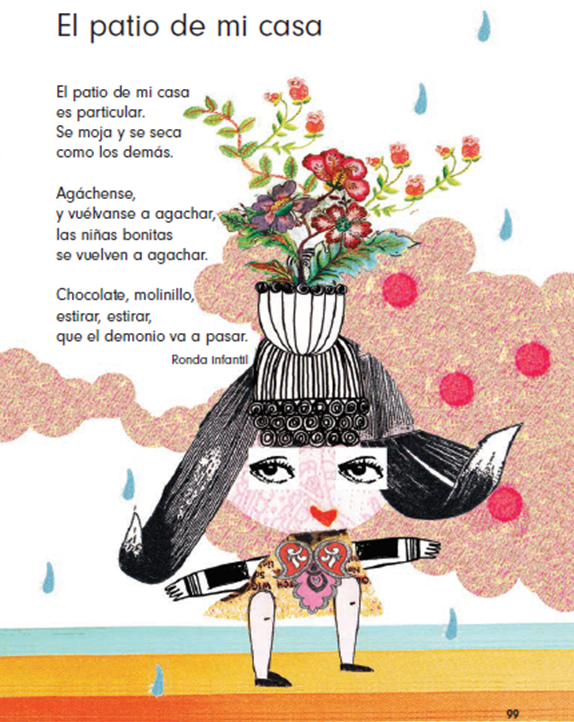 El patio de mi casa
El patio de mi casa
es particular.
Se moja y se seca
como los demás.
Agáchense,
y vuélvanse a agachar,
las niñas bonitas
se vuelven a agachar.
Chocolate, molinillo,
estirar, estirar,
que el demonio va a pasar.
Ronda infantil
99